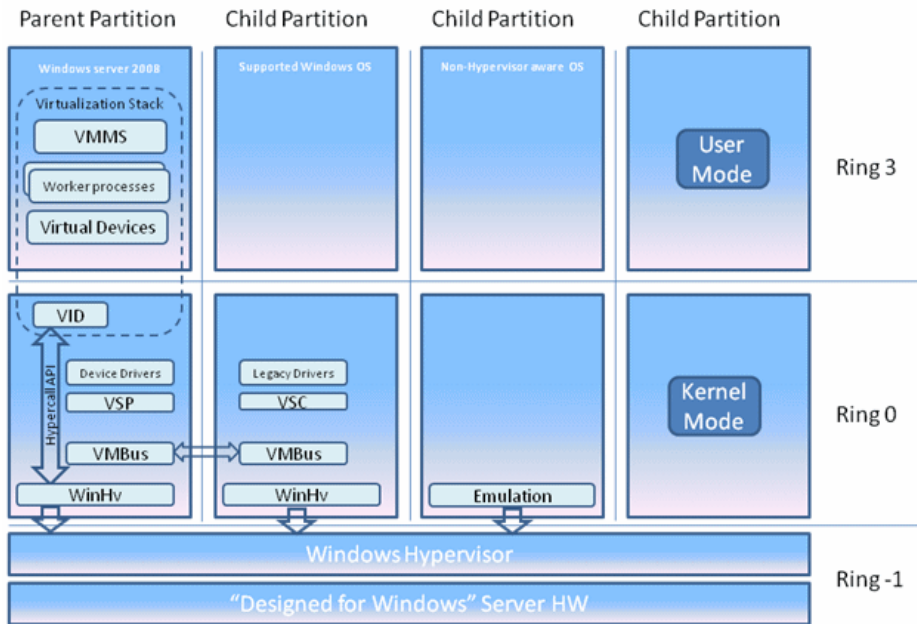 Parent Partition
Child Partition
Child Partition
Child Partition
Windows server 2008
Supported Windows OS
Non-Hypervisor aware OS
Virtualization Stack
VMMS
Worker processes
Virtual Devices
User
Mode
Ring 3
VID
Hypercall API
Device Drivers
VSP
VMBus
WinHv
Legacy Drivers
VSC
VMBus
WinHv
Emulation
Kernel
Mode
Ring 0
Windows Hypervisor
"Designed for Windows" Server HW
Ring -1